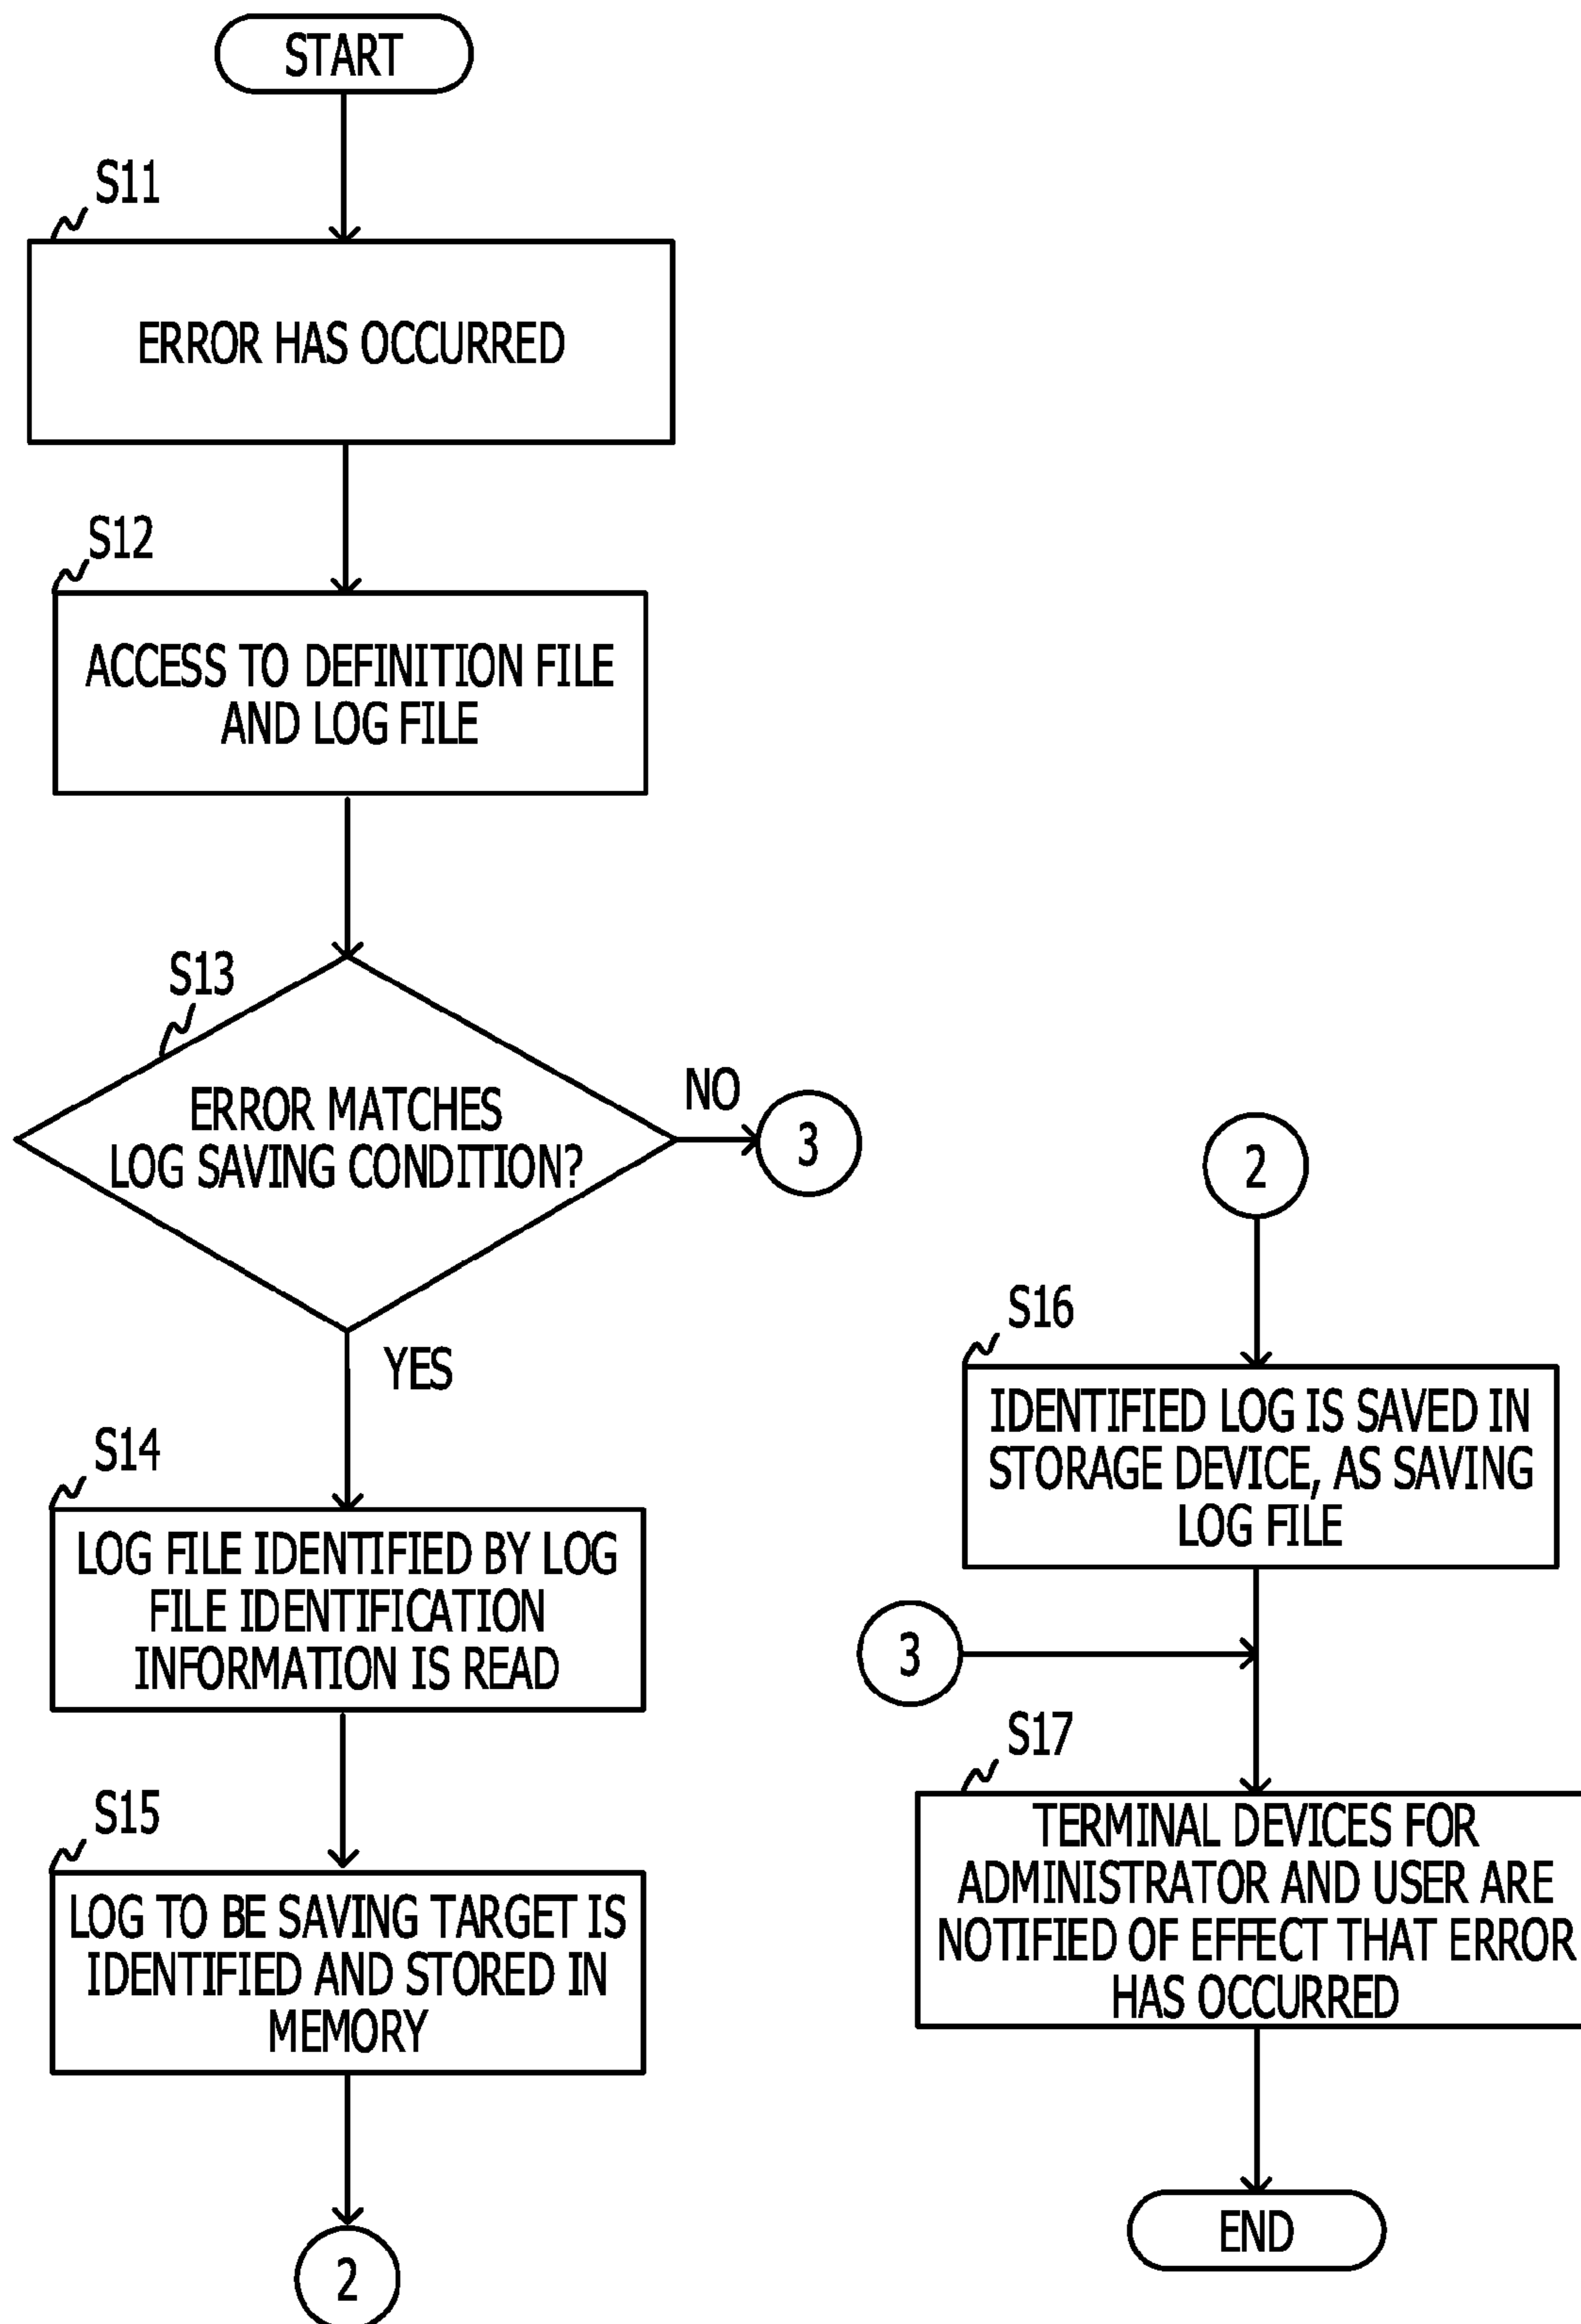 START
S11
ERROR HAS OCCURRED
S12
ACCESS TO DEFINITION FILE
AND LOG FILE
S13
ERROR MATCHES
LOG SAVING CONDITION?
NO
3
YES
S14
LOG FILE IDENTIFIED BY LOG
FILE IDENTIFICATION
INFORMATION IS READ
S15
LOG TO BE SAVING TARGET IS
IDENTIFIED AND STORED IN
MEMORY
2
2
S16
IDENTIFIED LOG IS SAVED IN
STORAGE DEVICE, AS SAVING
LOG FILE
3
S17
TERMINAL DEVICES FOR
ADMINISTRATOR AND USER ARE
NOTIFIED OF EFFECT THAT ERROR
HAS OCCURRED
END